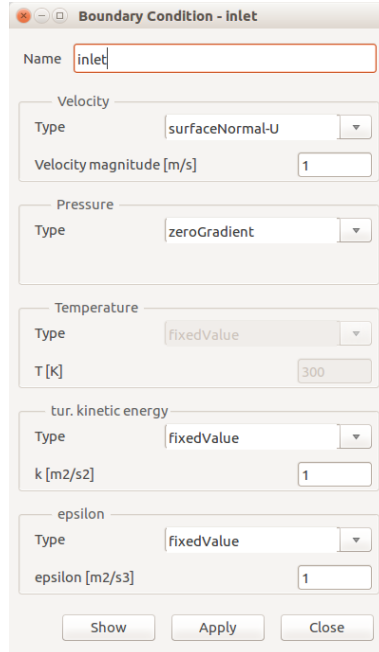 Boundary Condition - inlet
Name inlet
Velocity
Type surfaceNormal-U
Velocity magnitude [m/s] 1
Pressure
Type zeroGradient
Temperature
Type fixedValue
T [K] 300
tur. kinetic energy
Type fixedValue
k [m2/s2] 1
epsilon
Type fixedValue
epsilon [m2/s3] 1
Show Apply Close